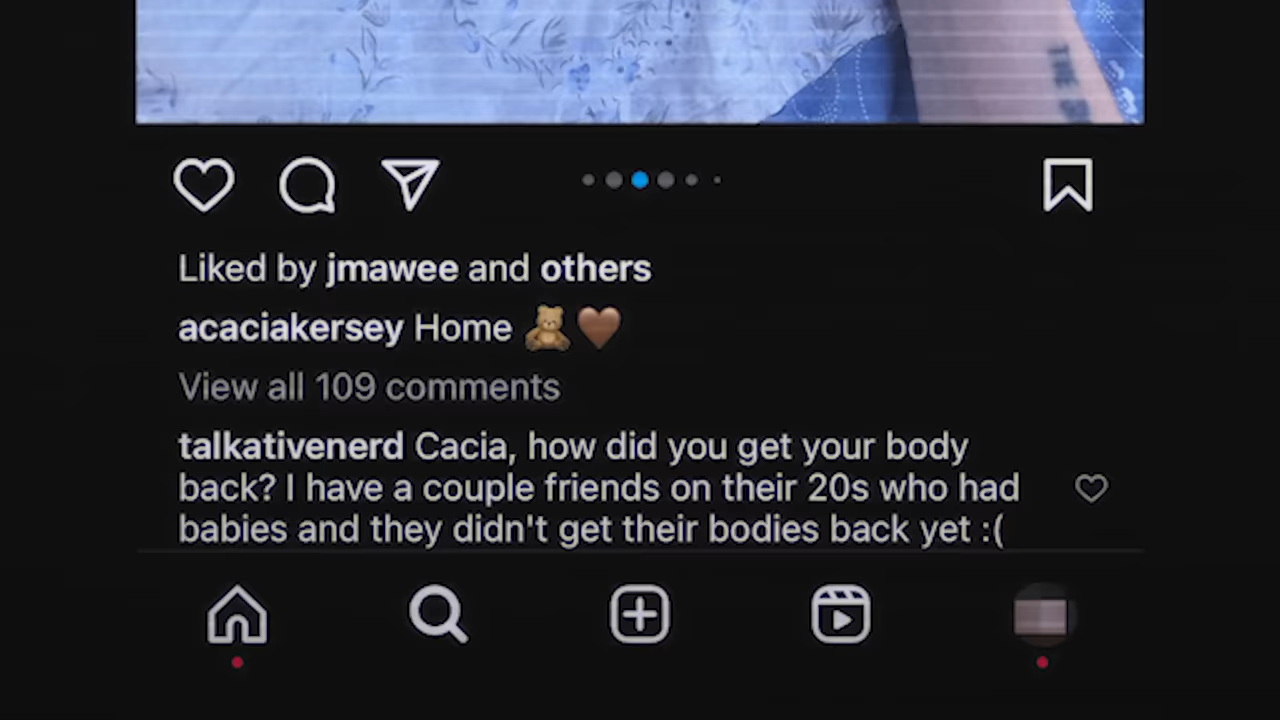 Liked by jmawee and others
acaciakersey Home 🧸🤎
View all 109 comments
talkativenerd Cacia, how did you get your body
back? I have a couple friends on their 20s who had
babies and they didn't get their bodies back yet :(